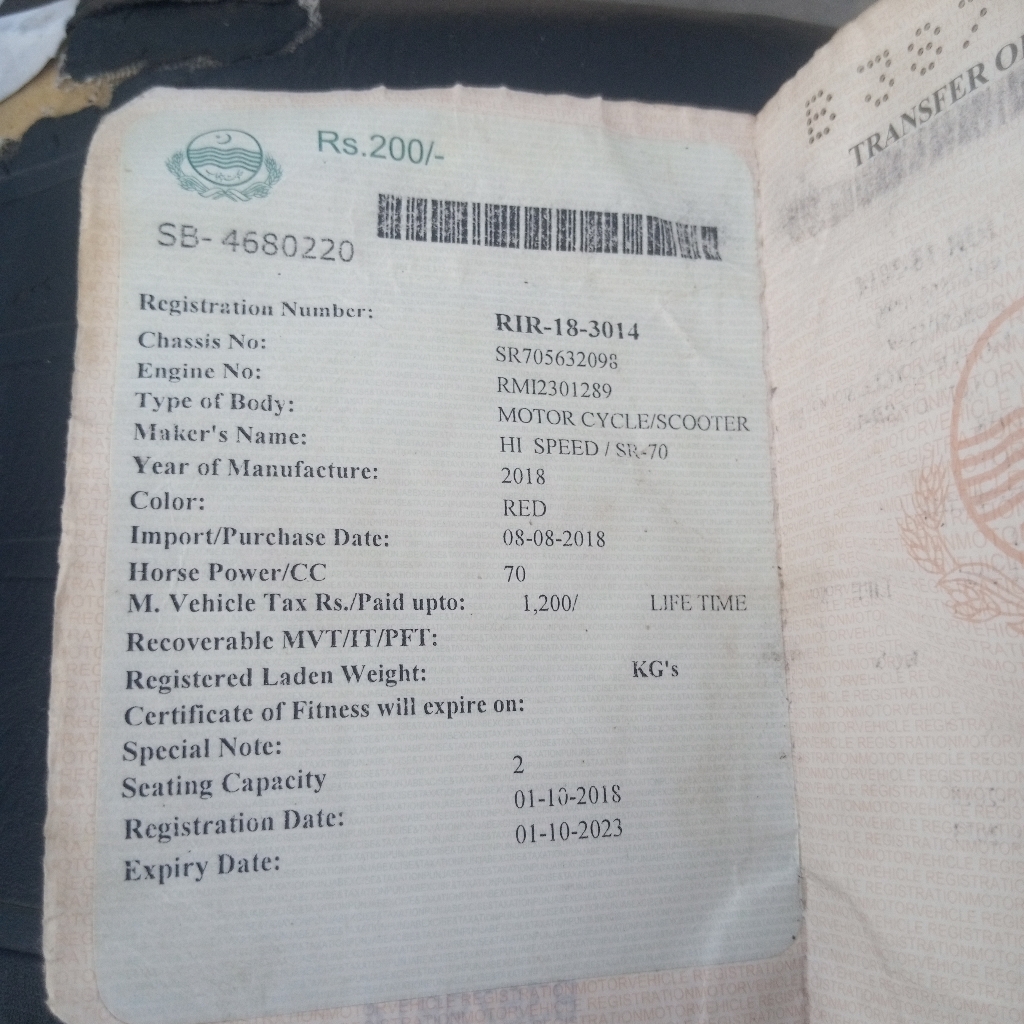 Rs.200/-
SB- 4680220
Registration Number: RIR-18-3014
Chassis No: SR705632098
Engine No: RMI2301289
Type of Body: MOTOR CYCLE/SCOOTER
Maker's Name: HI SPEED / SR-70
Year of Manufacture: 2018
Color: RED
Import/Purchase Date: 08-08-2018
Horse Power/CC 70
M. Vehicle Tax Rs./Paid upto: 1,200/ LIFE TIME
Recoverable MVT/IT/PFT:
Registered Laden Weight: KG's
Certificate of Fitness will expire on:
Special Note:
Seating Capacity 2
Registration Date: 01-10-2018
Expiry Date: 01-10-2023
TRANSFER